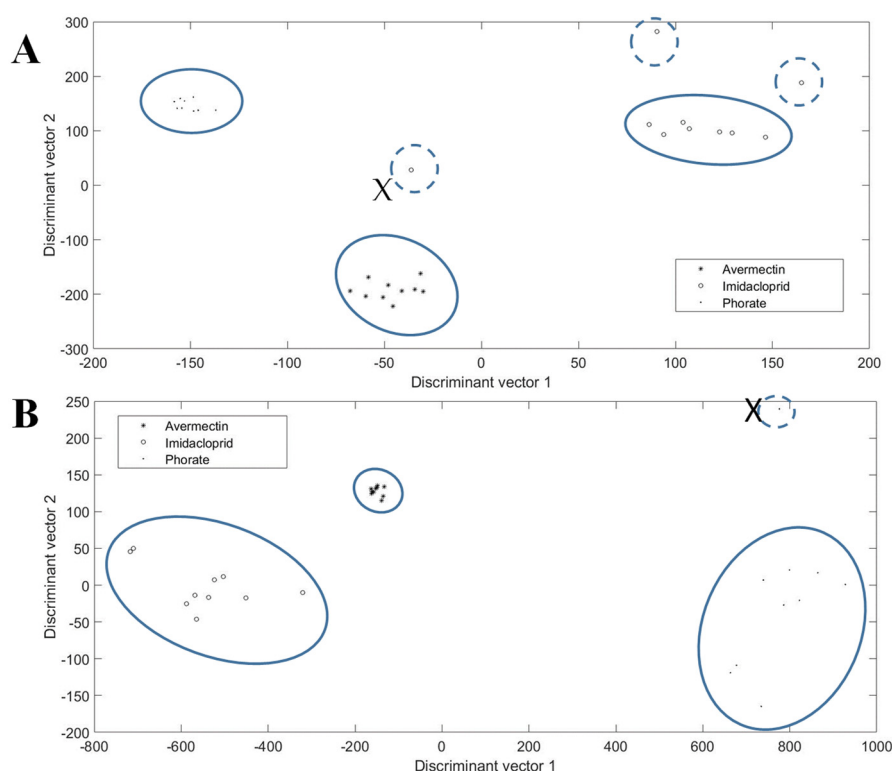 A
300
200
100
0
-100
-200
-300
Discriminant vector 2
X
Avermectin
Imidacloprid
Phorate
-200 -150 -100 -50 0 50 100 150 200
Discriminant vector 1
B
250
200
150
100
50
0
-50
-100
-150
-200
Discriminant vector 2
Avermectin
Imidacloprid
Phorate
X
-800 -600 -400 -200 0 200 400 600 800 1000
Discriminant vector 1